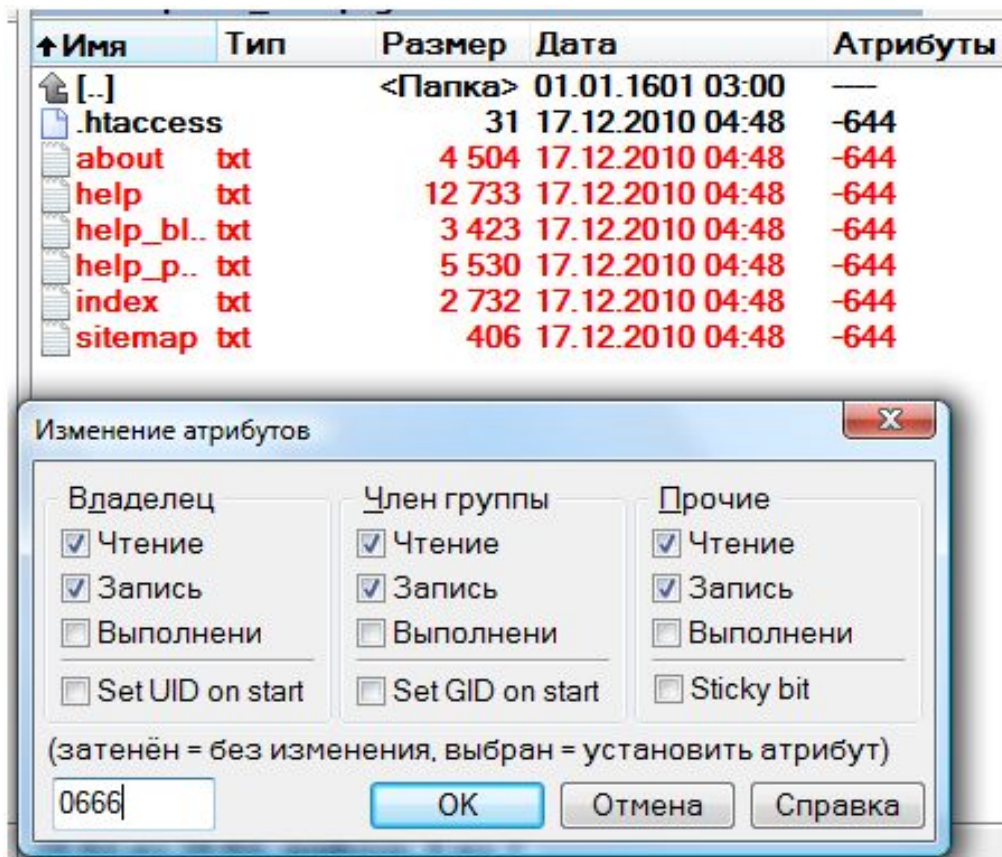 Имя Тип Размер Дата Атрибуты
[..] <Папка> 01.01.1601 03:00 ----
.htaccess 31 17.12.2010 04:48 -644
about txt 4 504 17.12.2010 04:48 -644
help txt 12 733 17.12.2010 04:48 -644
help_bl.. txt 3 423 17.12.2010 04:48 -644
help_p.. txt 5 530 17.12.2010 04:48 -644
index txt 2 732 17.12.2010 04:48 -644
sitemap txt 406 17.12.2010 04:48 -644
Изменение атрибутов
Владелец Член группы Прочие
Чтение Чтение Чтение
Запись Запись Запись
Выполнени Выполнени Выполнени
Set UID on start Set GID on start Sticky bit
(затенён = без изменения, выбран = установить атрибут)
0666 OK Отмена Справка